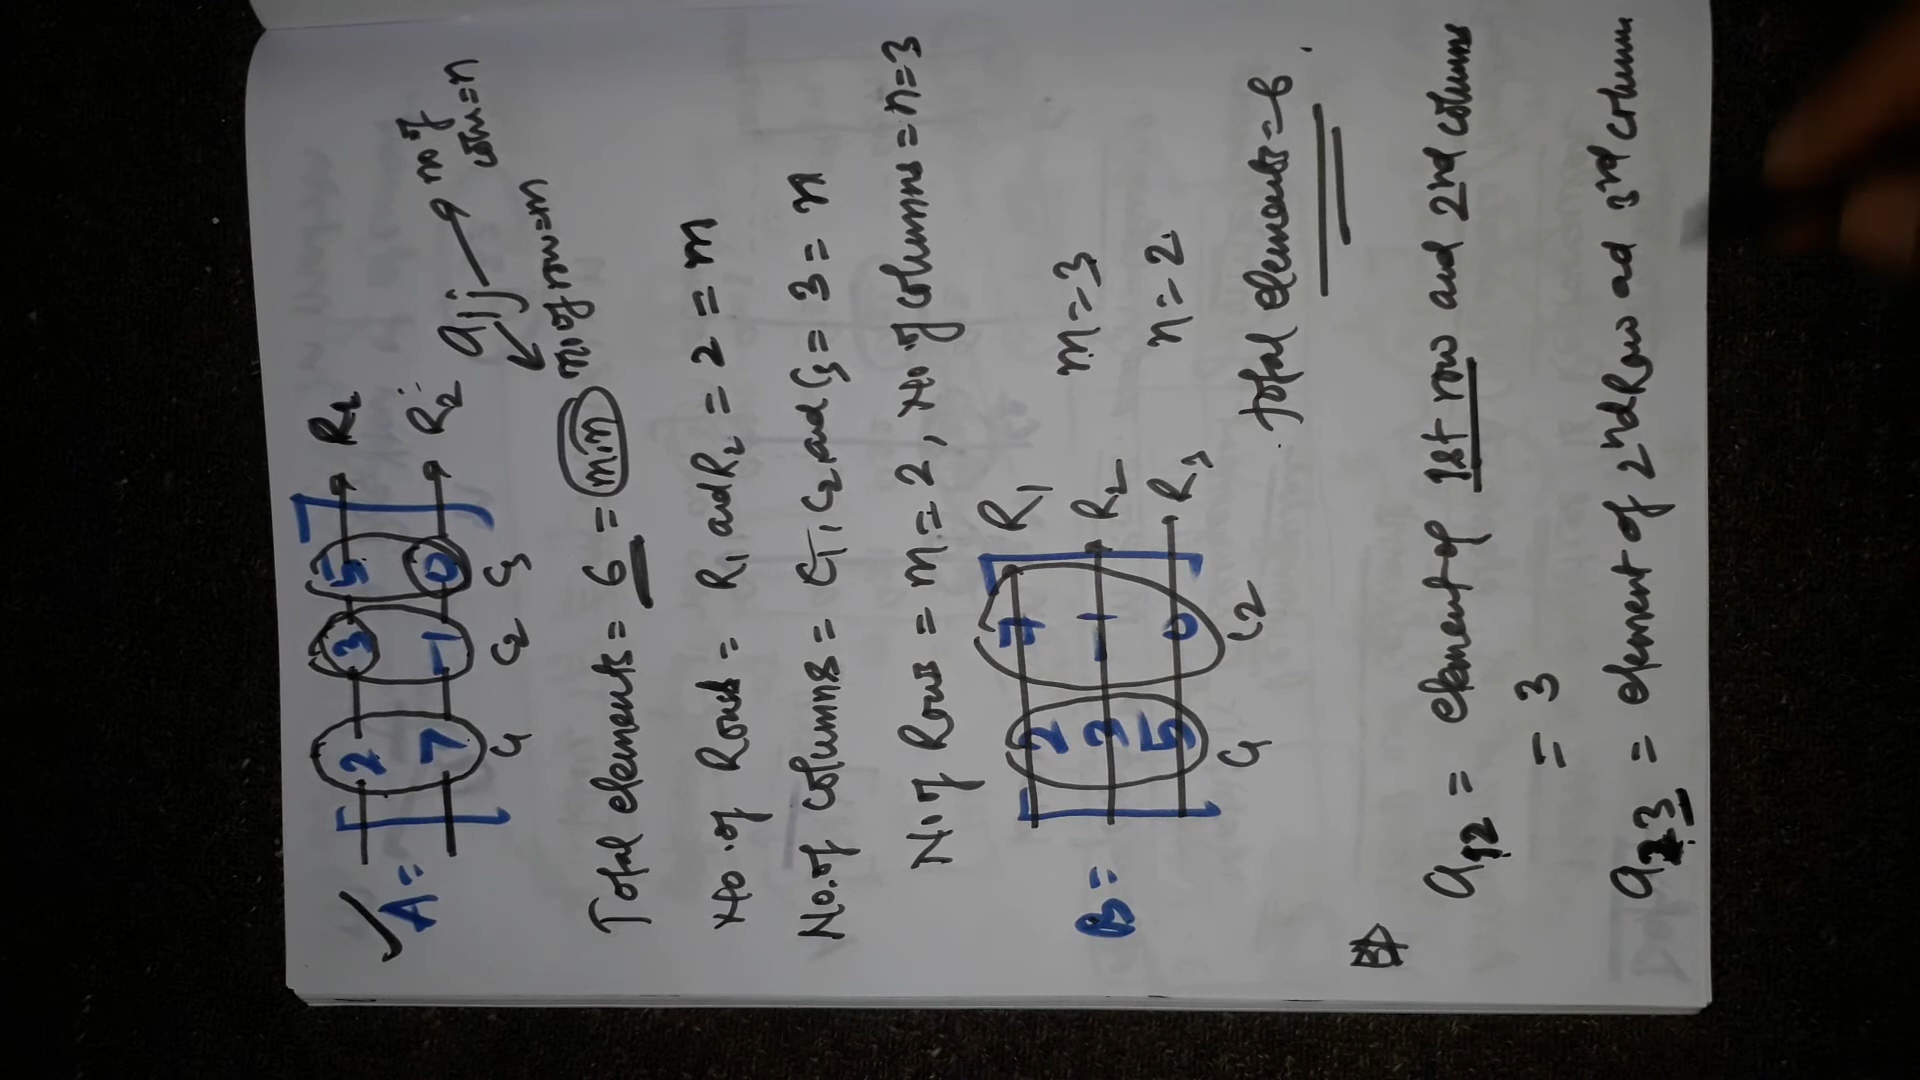 A = [ 2 3 5 → R1
7 -1 0 ] → R2
C1 C2 C3
aij → no of colu = n
no of row = m
Total elements = 6 = m.n
No. of Rows = R1 and R2 = 2 = m
No. of columns = C1, C2 and C3 = 3 = n
No of Rows = m = 2, No. of columns = n = 3
B = [ 2 7 R1
3 -1 R2
5 0 ] R3
C1 C2
m = 3
n = 2.
. Total elements = 6 .
a12 = element of 1st row and 2nd columns
= 3
a23 = element of 2nd Row ad 3rd column